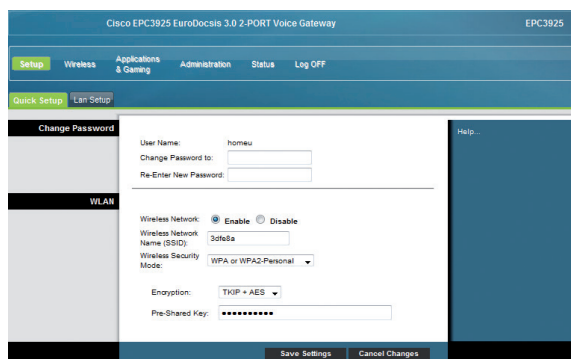 Cisco EPC3925 EuroDocsis 3.0 2-PORT Voice Gateway EPC3925
Setup Wireless Applications & Gaming Administration Status Log OFF
Quick Setup Lan Setup
Change Password
Help...
User Name: homeu
Change Password to:
Re-Enter New Password:
WLAN
Wireless Network: Enable Disable
Wireless Network
Name (SSID): 3dfe8a
Wireless Security
Mode: WPA or WPA2-Personal
Encryption: TKIP + AES
Pre-Shared Key: ●●●●●●●●●●
Save Settings Cancel Changes